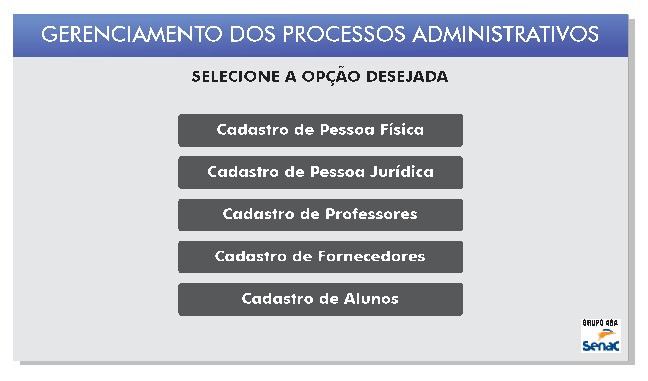 GERENCIAMENTO DOS PROCESSOS ADMINISTRATIVOS
SELECIONE A OPÇÃO DESEJADA
Cadastro de Pessoa Física
Cadastro de Pessoa Jurídica
Cadastro de Professores
Cadastro de Fornecedores
Cadastro de Alunos
GRUPO
Senac